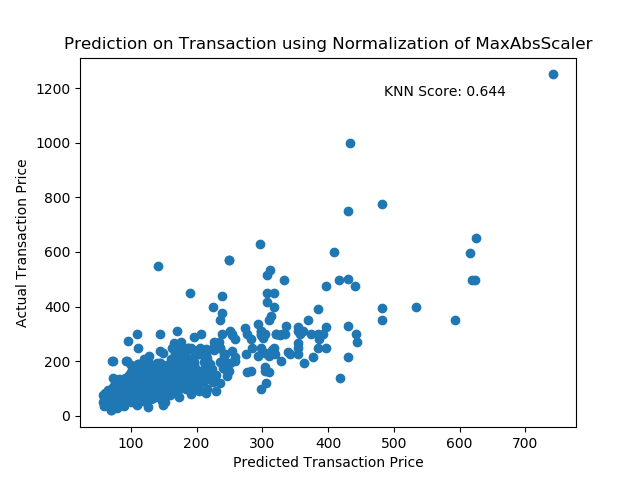 Prediction on Transaction using Normalization of MaxAbsScaler
KNN Score: 0.644
Actual Transaction Price
1200
1000
800
600
400
200
0
100 200 300 400 500 600 700
Predicted Transaction Price